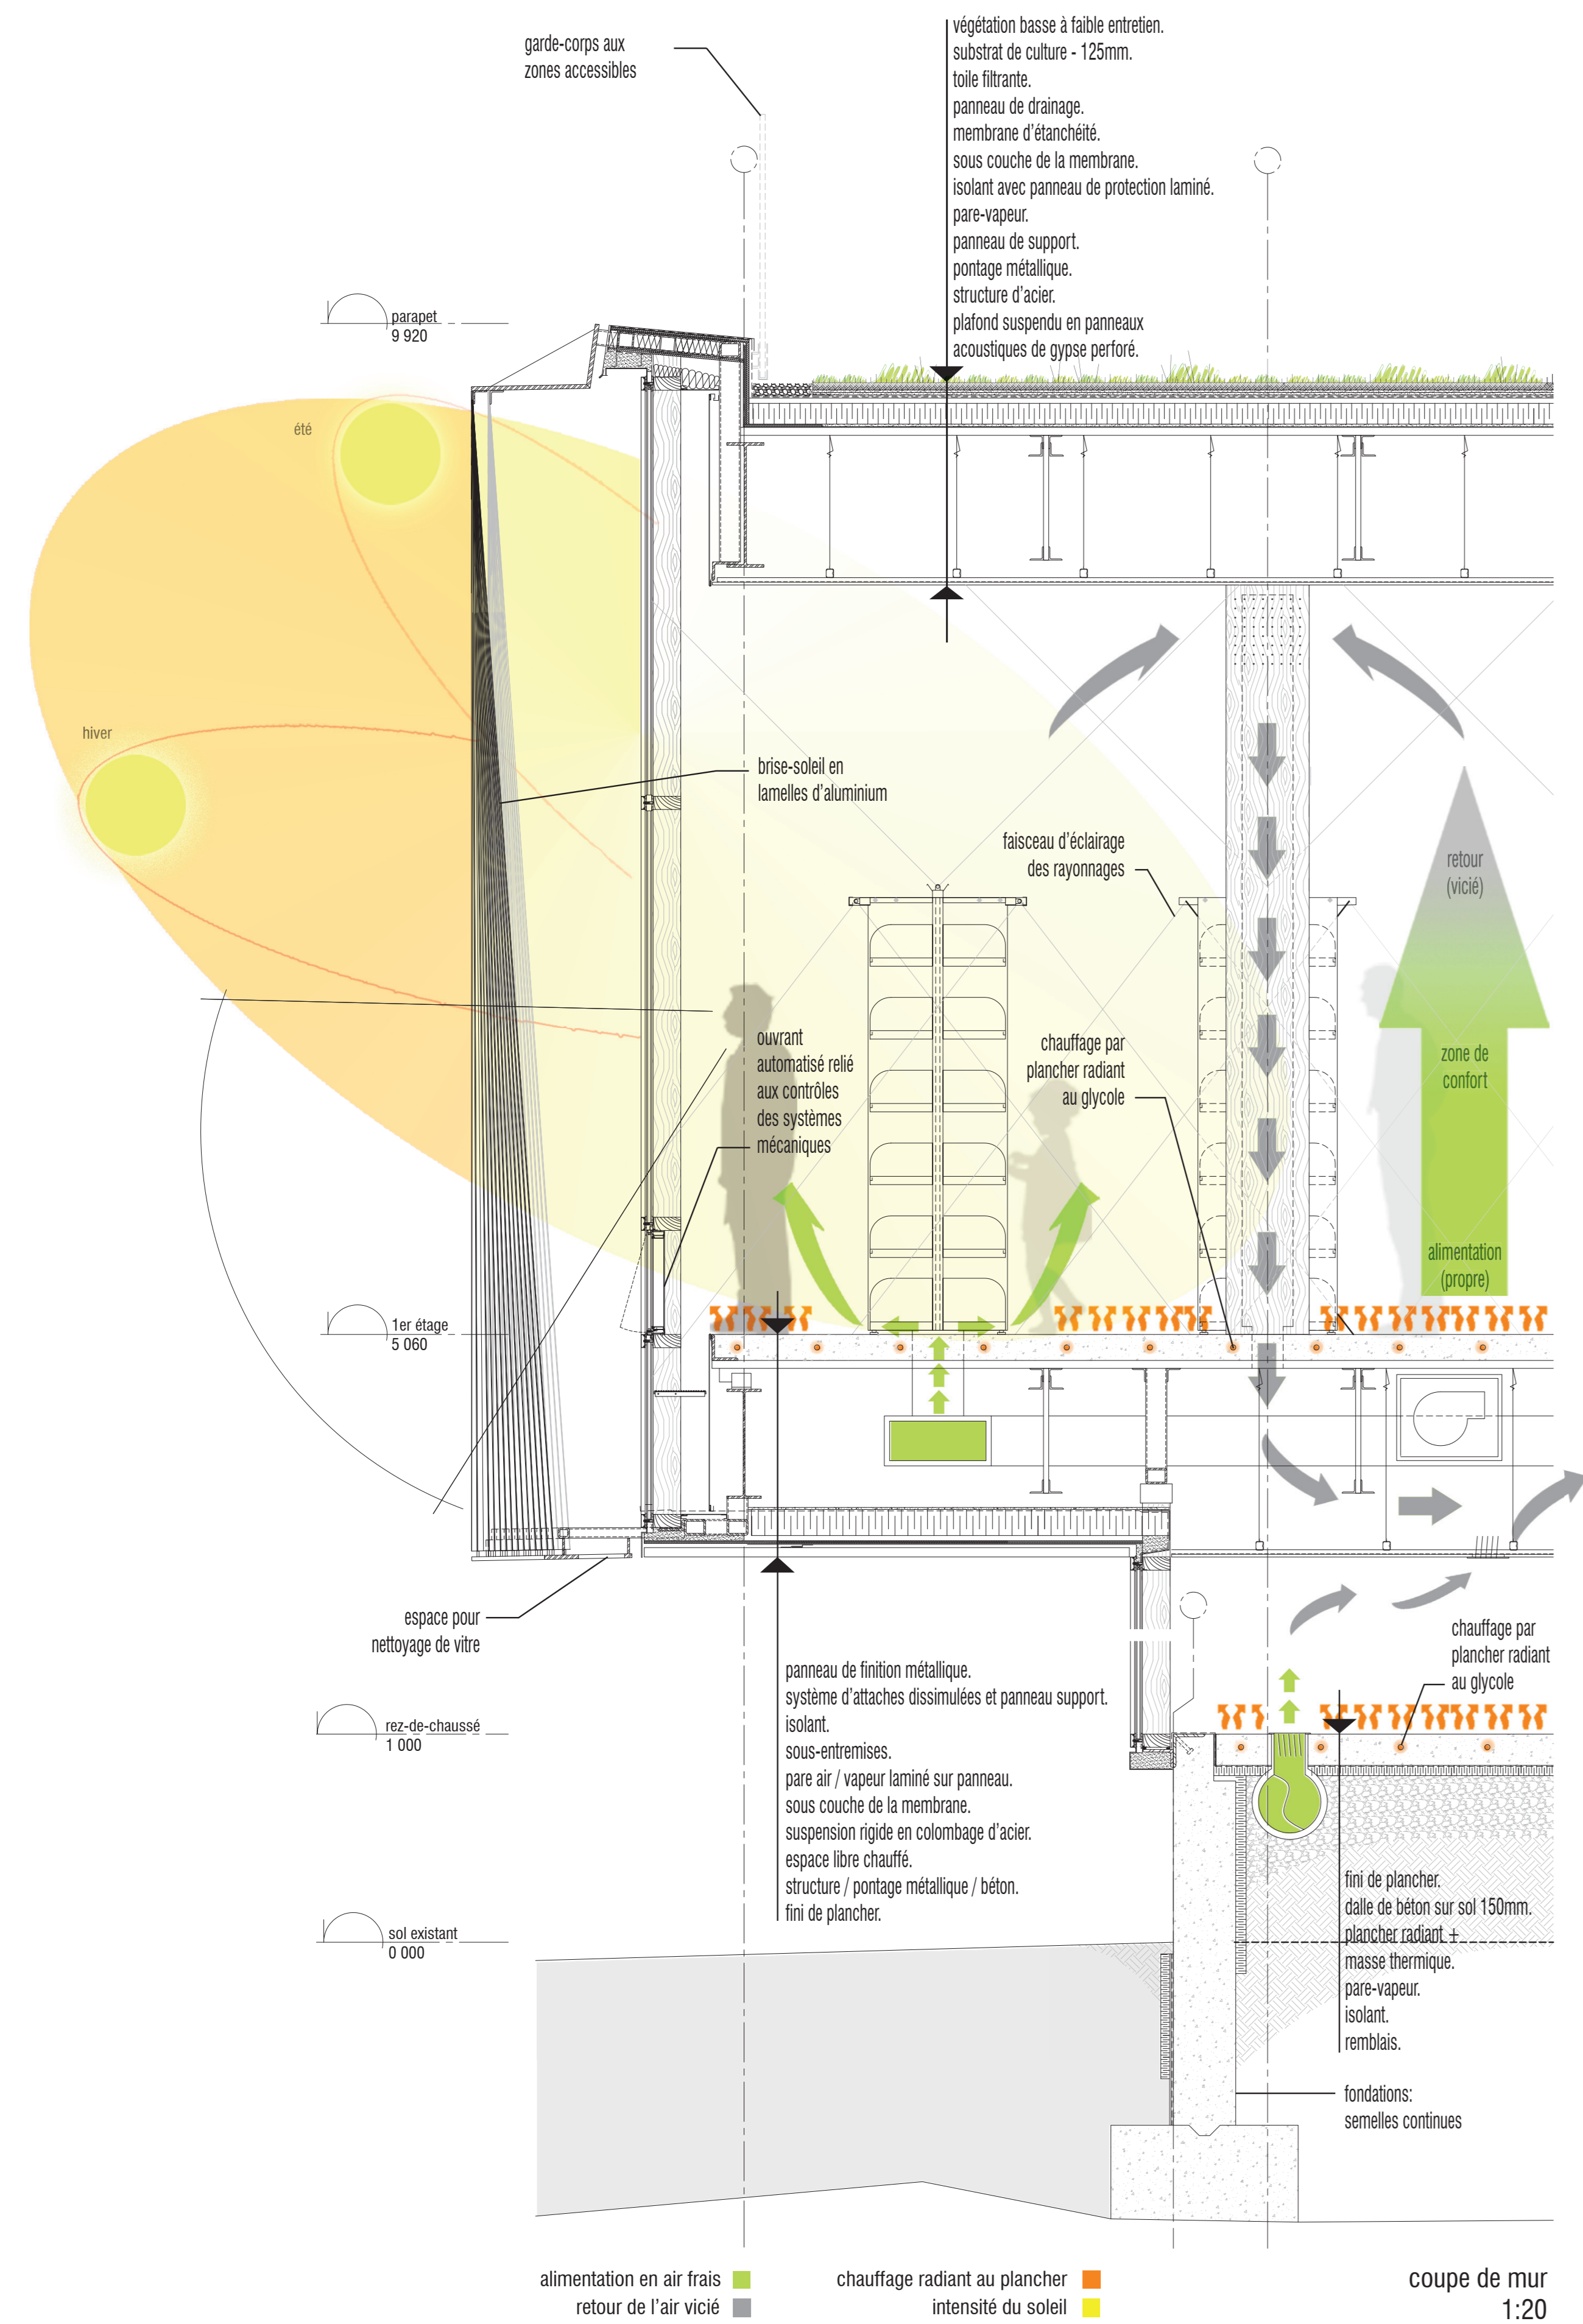 garde-corps aux
zones accessibles
végétation basse à faible entretien.
substrat de culture - 125mm.
toile filtrante.
panneau de drainage.
membrane d'étanchéité.
sous couche de la membrane.
isolant avec panneau de protection laminé.
pare-vapeur.
panneau de support.
pontage métallique.
structure d'acier.
plafond suspendu en panneaux
acoustiques de gypse perforé.
parapet
9 920
été
hiver
brise-soleil en
lamelles d'aluminium
faisceau d'éclairage
des rayonnages
retour
(vicié)
ouvrant
automatisé relié
aux contrôles
des systèmes
mécaniques
chauffage par
plancher radiant
au glycole
zone de
confort
alimentation
(propre)
1er étage
5 060
espace pour
nettoyage de vitre
chauffage par
plancher radiant
au glycole
panneau de finition métallique.
système d'attaches dissimulées et panneau support.
isolant.
sous-entremises.
pare air / vapeur laminé sur panneau.
sous couche de la membrane.
suspension rigide en colombage d'acier.
espace libre chauffé.
structure / pontage métallique / béton.
fini de plancher.
rez-de-chaussé
1 000
sol existant
0 000
fini de plancher.
dalle de béton sur sol 150mm.
plancher radiant +
masse thermique.
pare-vapeur.
isolant.
remblais.
fondations:
semelles continues
alimentation en air frais
retour de l'air vicié
chauffage radiant au plancher
intensité du soleil
coupe de mur
1:20